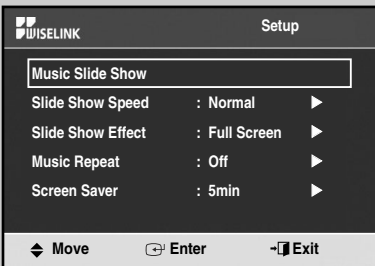 WISELINK Setup
Music Slide Show
Slide Show Speed : Normal ▶
Slide Show Effect : Full Screen ▶
Music Repeat : Off ▶
Screen Saver : 5min ▶
Move Enter Exit